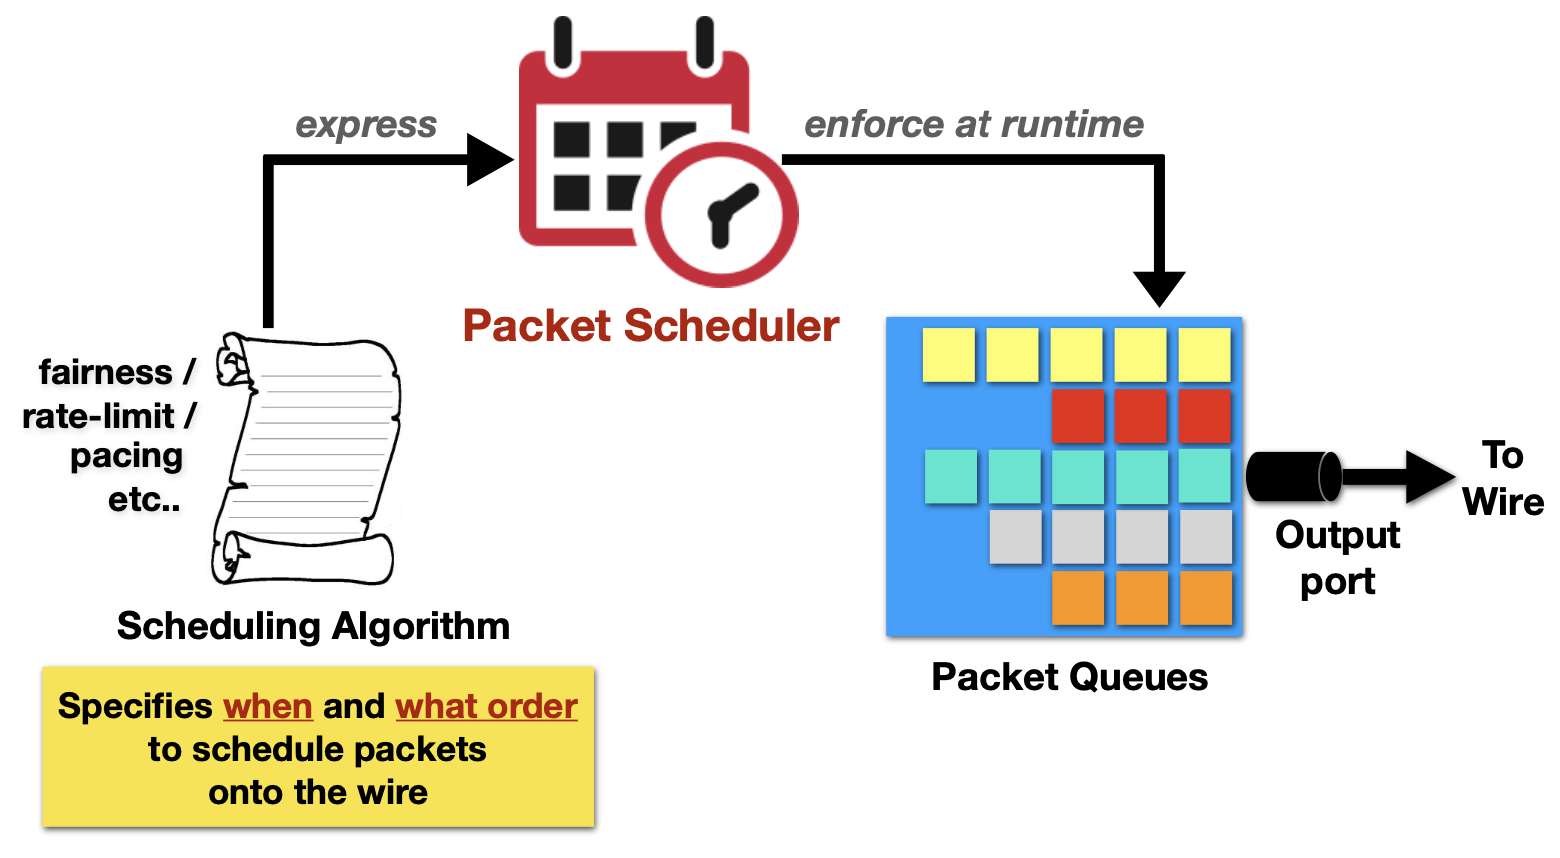 express
enforce at runtime
Packet Scheduler
fairness /
rate-limit /
pacing
etc..
Scheduling Algorithm
Specifies when and what order
to schedule packets
onto the wire
Packet Queues
Output
port
To
Wire